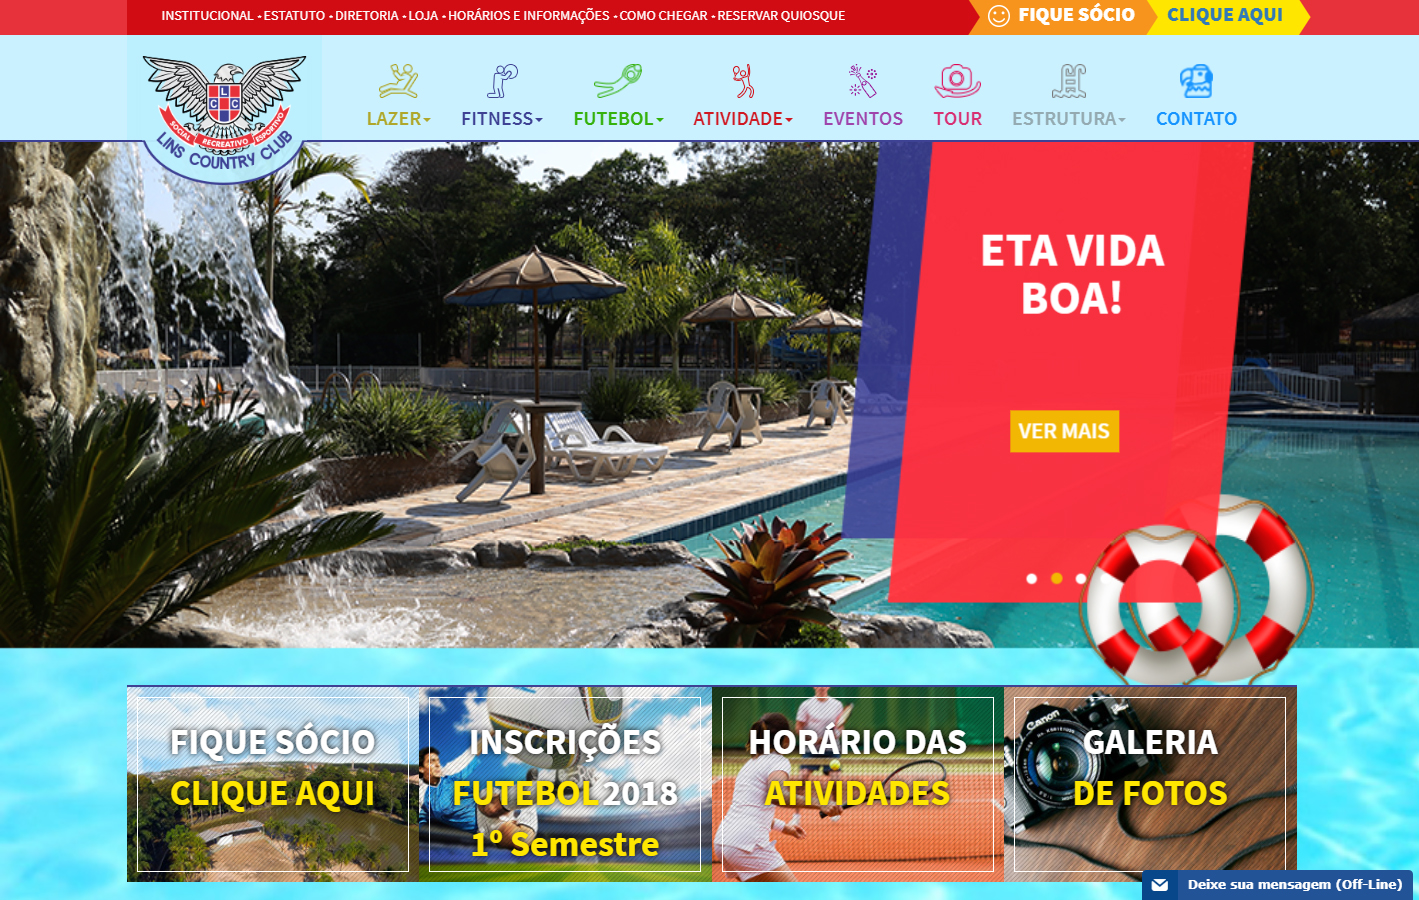 INSTITUCIONAL • ESTATUTO • DIRETORIA • LOJA • HORÁRIOS E INFORMAÇÕES • COMO CHEGAR • RESERVAR QUIOSQUE
FIQUE SÓCIO
CLIQUE AQUI
L
C C
SOCIAL RECREATIVO ESPORTIVO
LINS COUNTRY CLUB
LAZER
FITNESS
FUTEBOL
ATIVIDADE
EVENTOS
TOUR
ESTRUTURA
CONTATO
ETA VIDA
BOA!
VER MAIS
FIQUE SÓCIO
CLIQUE AQUI
INSCRIÇÕES
FUTEBOL 2018
1º Semestre
HORÁRIO DAS
ATIVIDADES
GALERIA
DE FOTOS
Canon
Deixe sua mensagem (Off-Line)